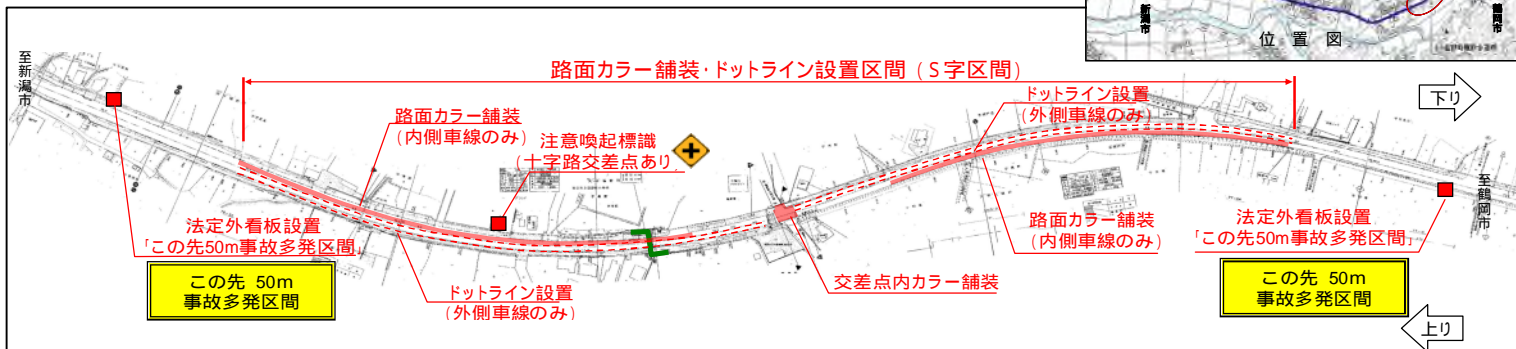 新潟市
鶴岡市
位置図
至新潟市
路面カラー舗装・ドットライン設置区間（S字区間）
下り
路面カラー舗装
（内側車線のみ）
注意喚起標識
（十字路交差点あり）
ドットライン設置
（外側車線のみ）
至鶴岡市
法定外看板設置
「この先50m事故多発区間」
路面カラー舗装
（内側車線のみ）
法定外看板設置
「この先50m事故多発区間」
この先 50m
事故多発区間
ドットライン設置
（外側車線のみ）
交差点内カラー舗装
この先 50m
事故多発区間
上り